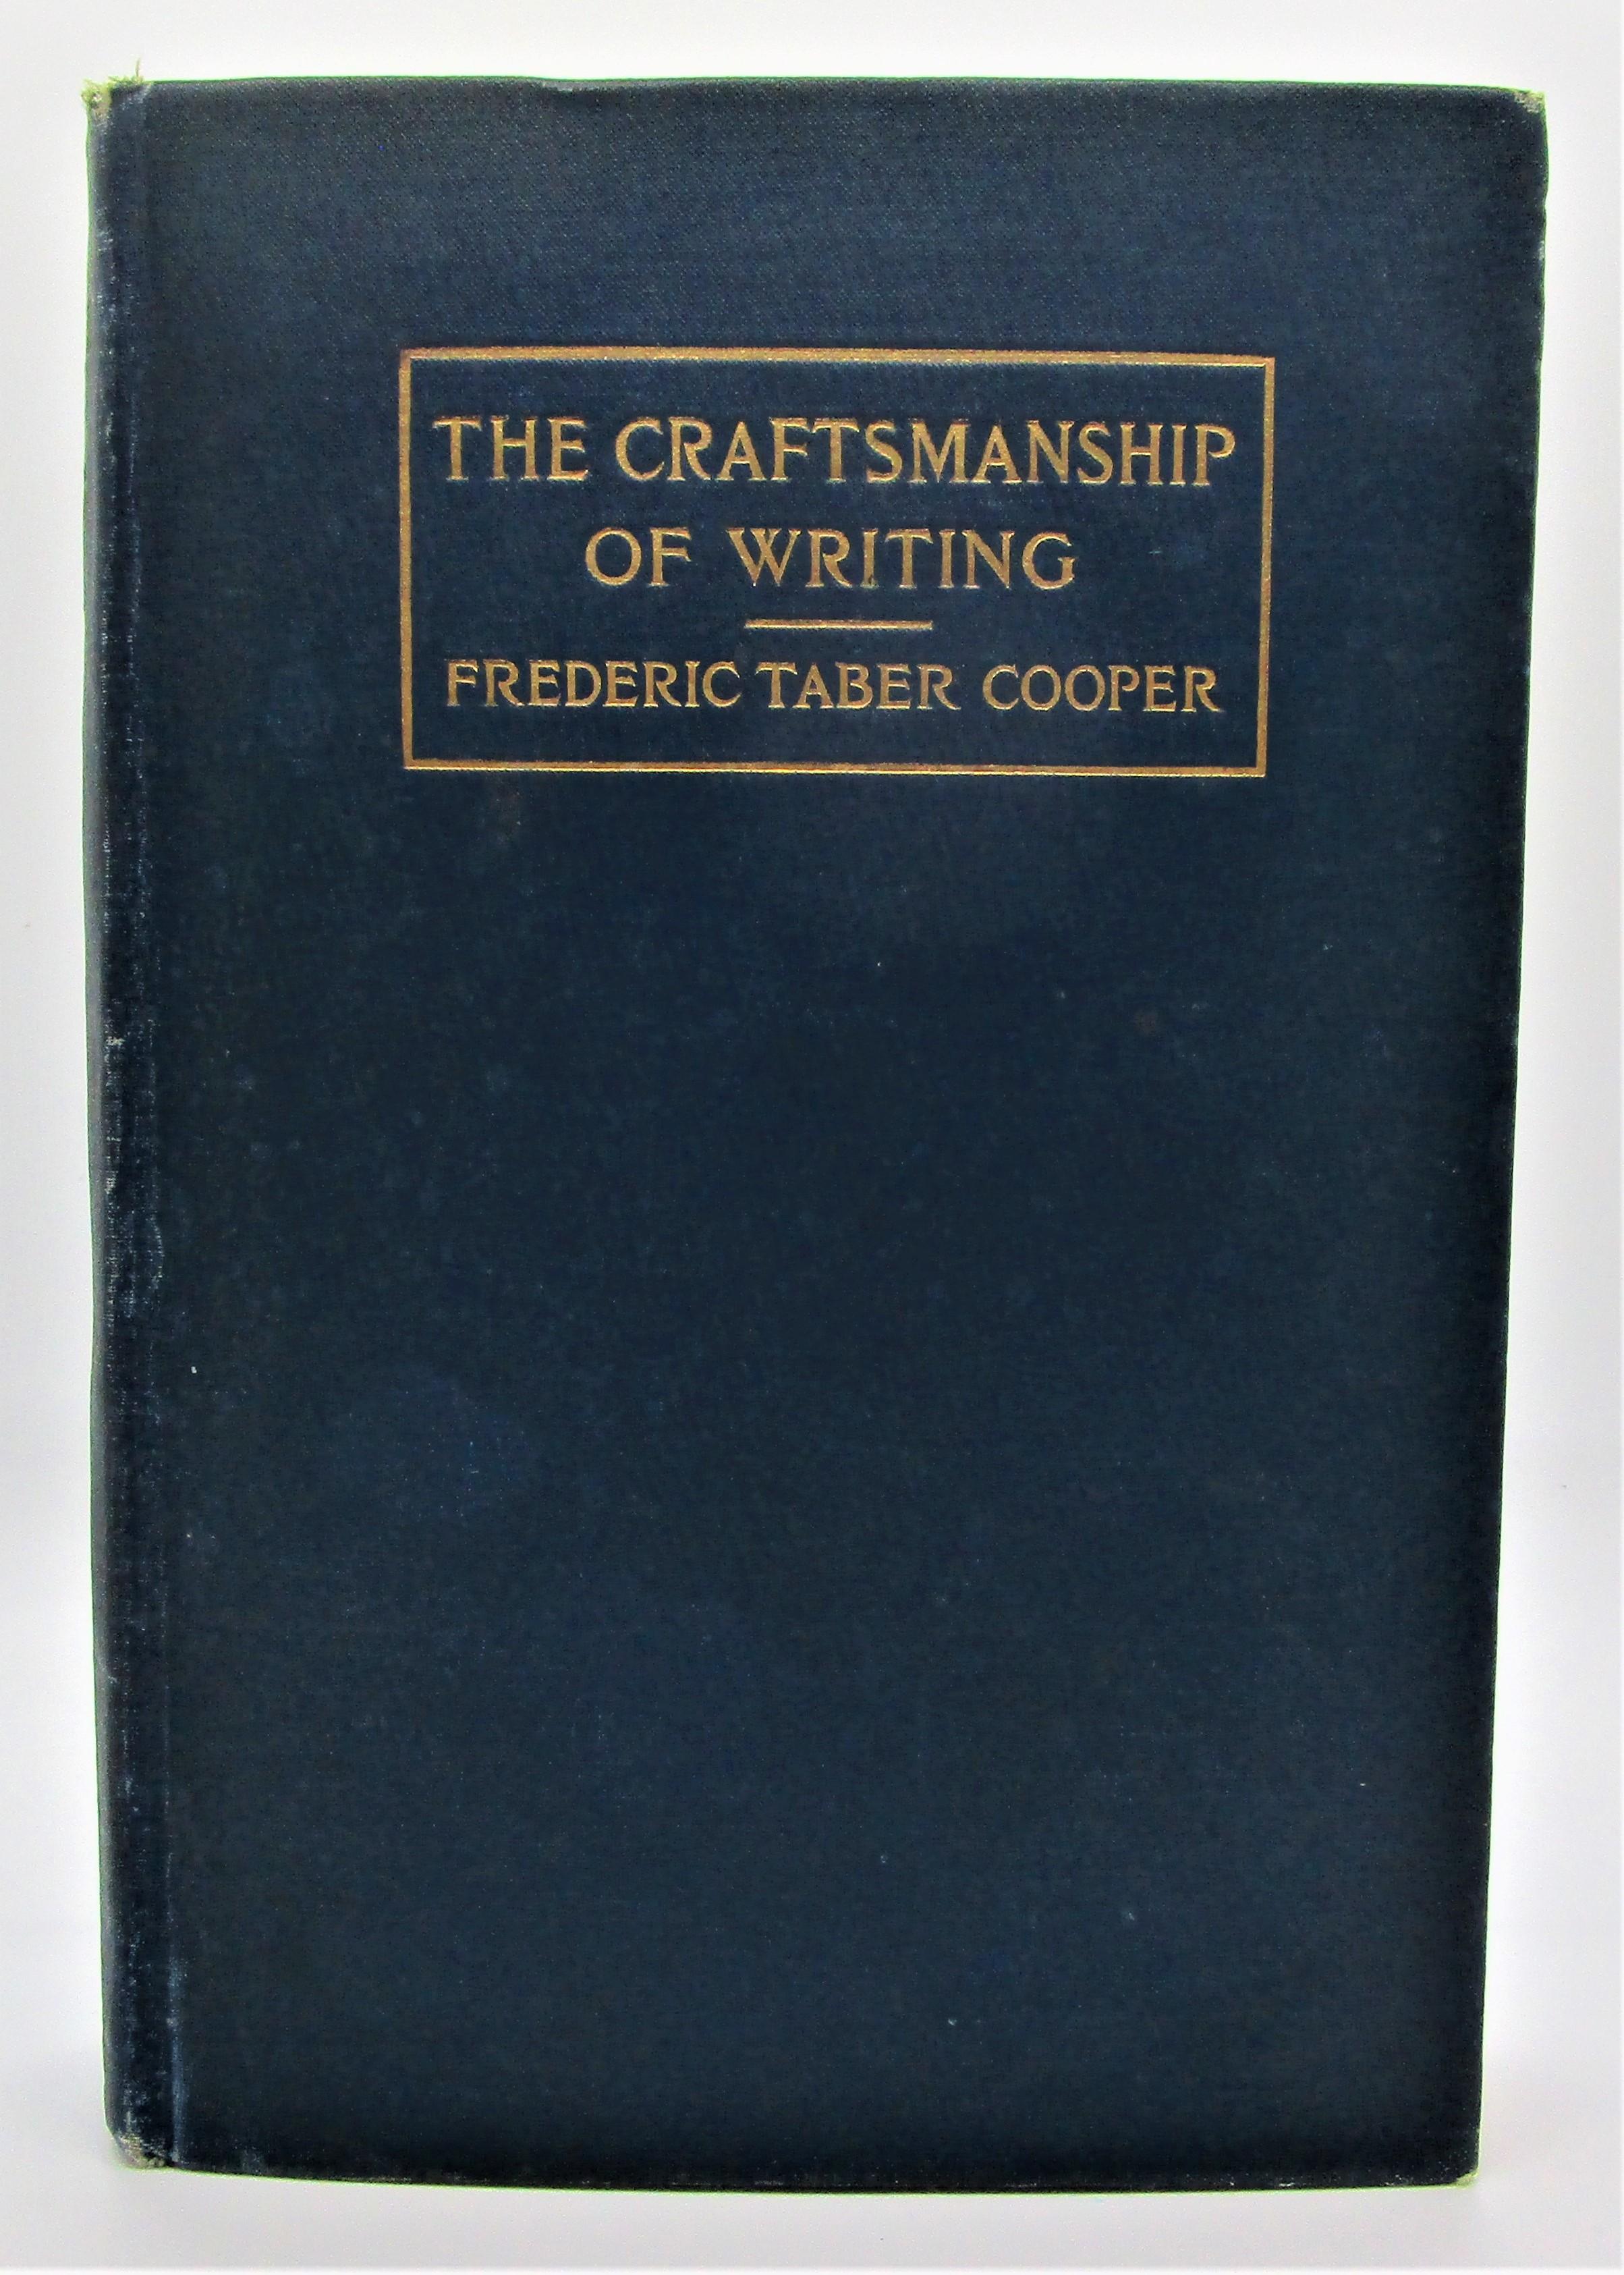 THE CRAFTSMANSHIP
OF WRITING
FREDERIC TABER COOPER